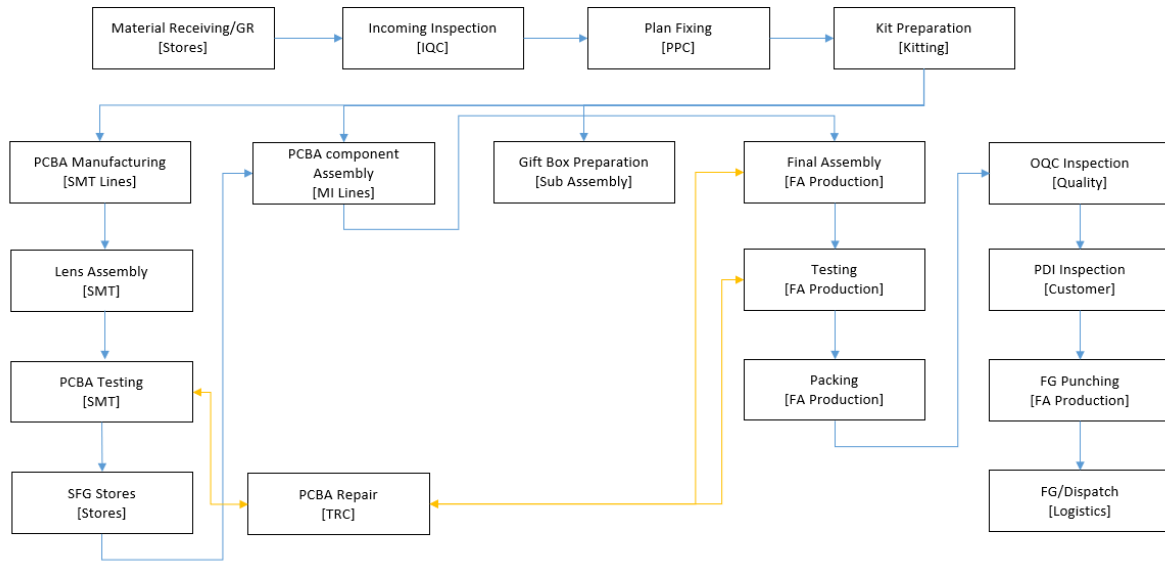 Material Receiving/GR
[Stores]
Incoming Inspection
[IQC]
Plan Fixing
[PPC]
Kit Preparation
[Kitting]
PCBA Manufacturing
[SMT Lines]
PCBA component
Assembly
[MI Lines]
Gift Box Preparation
[Sub Assembly]
Final Assembly
[FA Production]
OQC Inspection
[Quality]
Lens Assembly
[SMT]
Testing
[FA Production]
PDI Inspection
[Customer]
PCBA Testing
[SMT]
Packing
[FA Production]
FG Punching
[FA Production]
SFG Stores
[Stores]
PCBA Repair
[TRC]
FG/Dispatch
[Logistics]